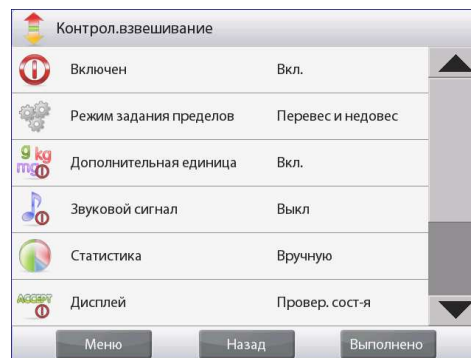 Контрол.взвешивание
Включен Вкл.
Режим задания пределов Перевес и недовес
g kg
mg
Дополнительная единица Вкл.
Звуковой сигнал Выкл
Статистика Вручную
ACCEPT
Дисплей Провер. сост-я
Меню Назад Выполнено